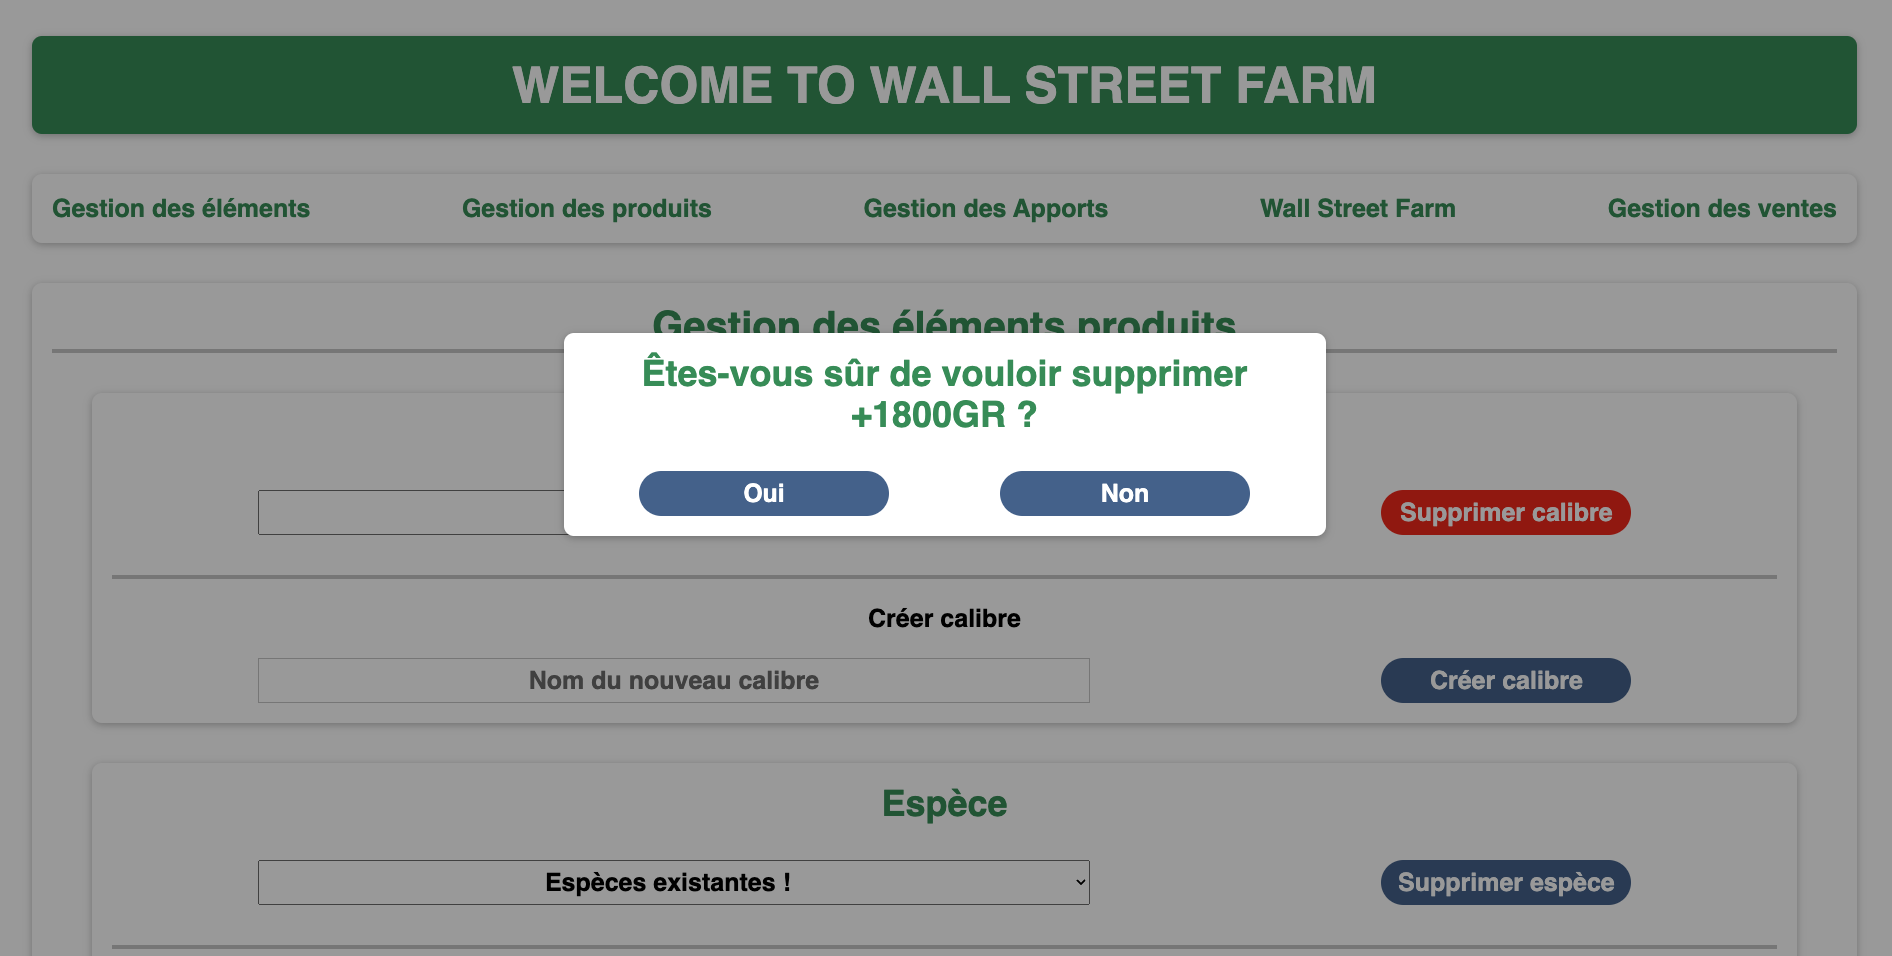 WELCOME TO WALL STREET FARM
Gestion des éléments
Gestion des produits
Gestion des Apports
Wall Street Farm
Gestion des ventes
Gestion des éléments produits
Êtes-vous sûr de vouloir supprimer
+1800GR ?
Oui
Non
Supprimer calibre
Créer calibre
Nom du nouveau calibre
Créer calibre
Espèce
Espèces existantes !
Supprimer espèce